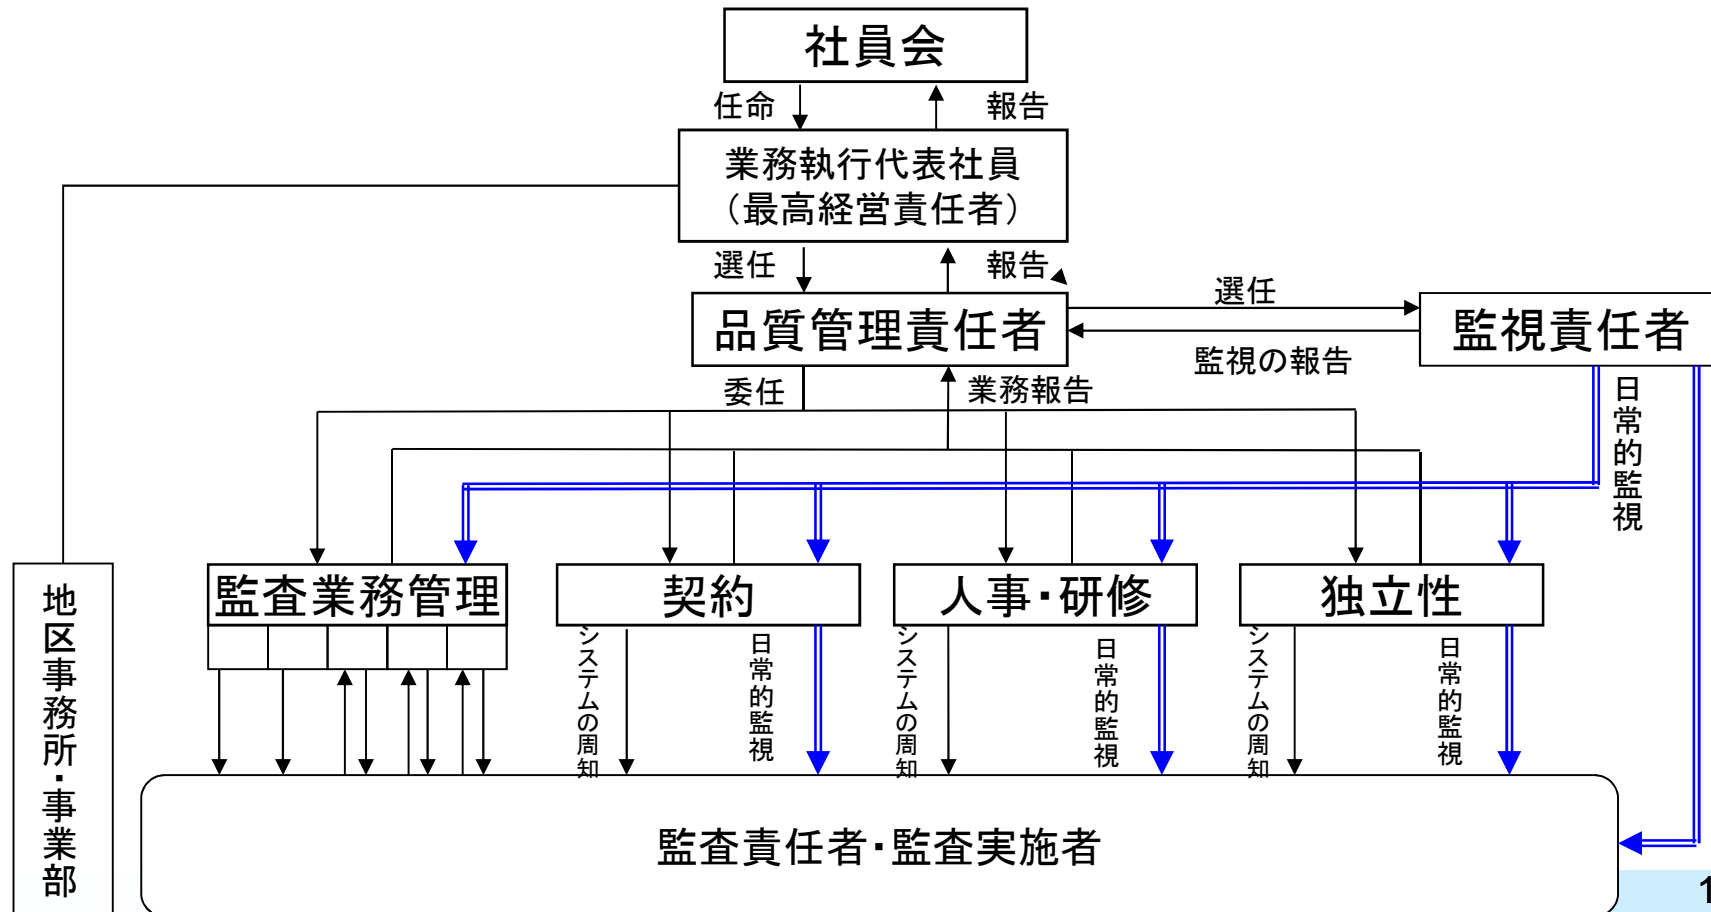 社員会
任命
報告
業務執行代表社員
（最高経営責任者）
選任
報告
品質管理責任者
選任
監視の報告
監視責任者
委任
業務報告
日常的監視
地区事務所・事業部
監査業務管理
契約
人事・研修
独立性
システムの周知
日常的監視
システムの周知
日常的監視
システムの周知
日常的監視
監査責任者・監査実施者
1